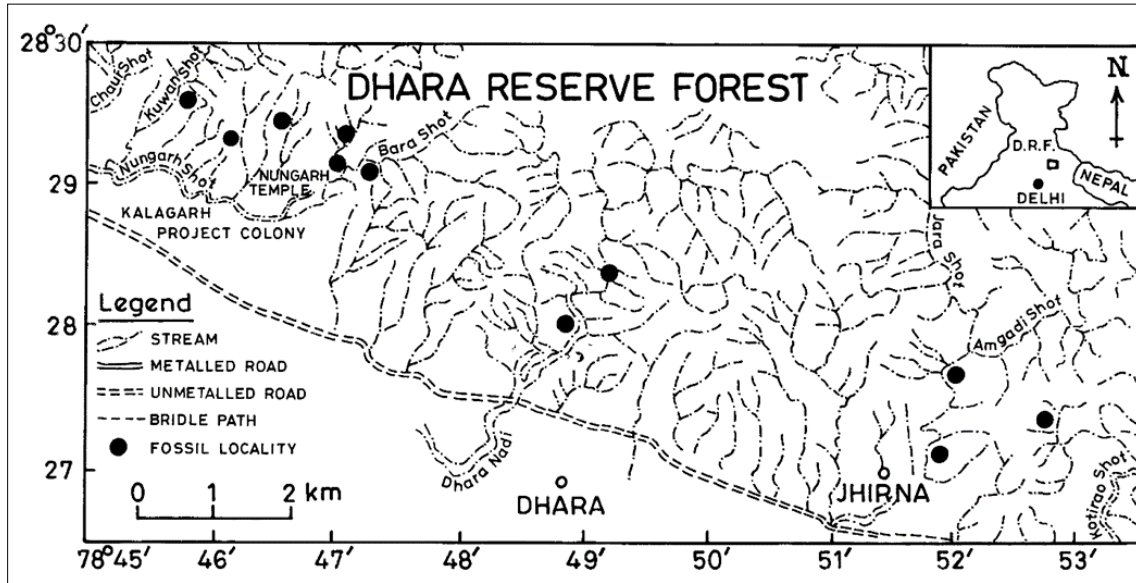 28°30′
DHARA RESERVE FOREST
Chaul Shot
Kuwan Shot
Bara Shot
Nungarh Shot
NUNGARH
TEMPLE
29
KALAGARH
PROJECT COLONY
N
PAKISTAN
D.R.F.
NEPAL
DELHI
Jara Shot
Legend
STREAM
METALLED ROAD
UNMETALLED ROAD
BRIDLE PATH
FOSSIL LOCALITY
0 1 2 km
28
Amgadi Shot
27
Dhara Nadi
DHARA
JHIRNA
Kotirao Shot
78°45′ 46′ 47′ 48′ 49′ 50′ 51′ 52′ 53′